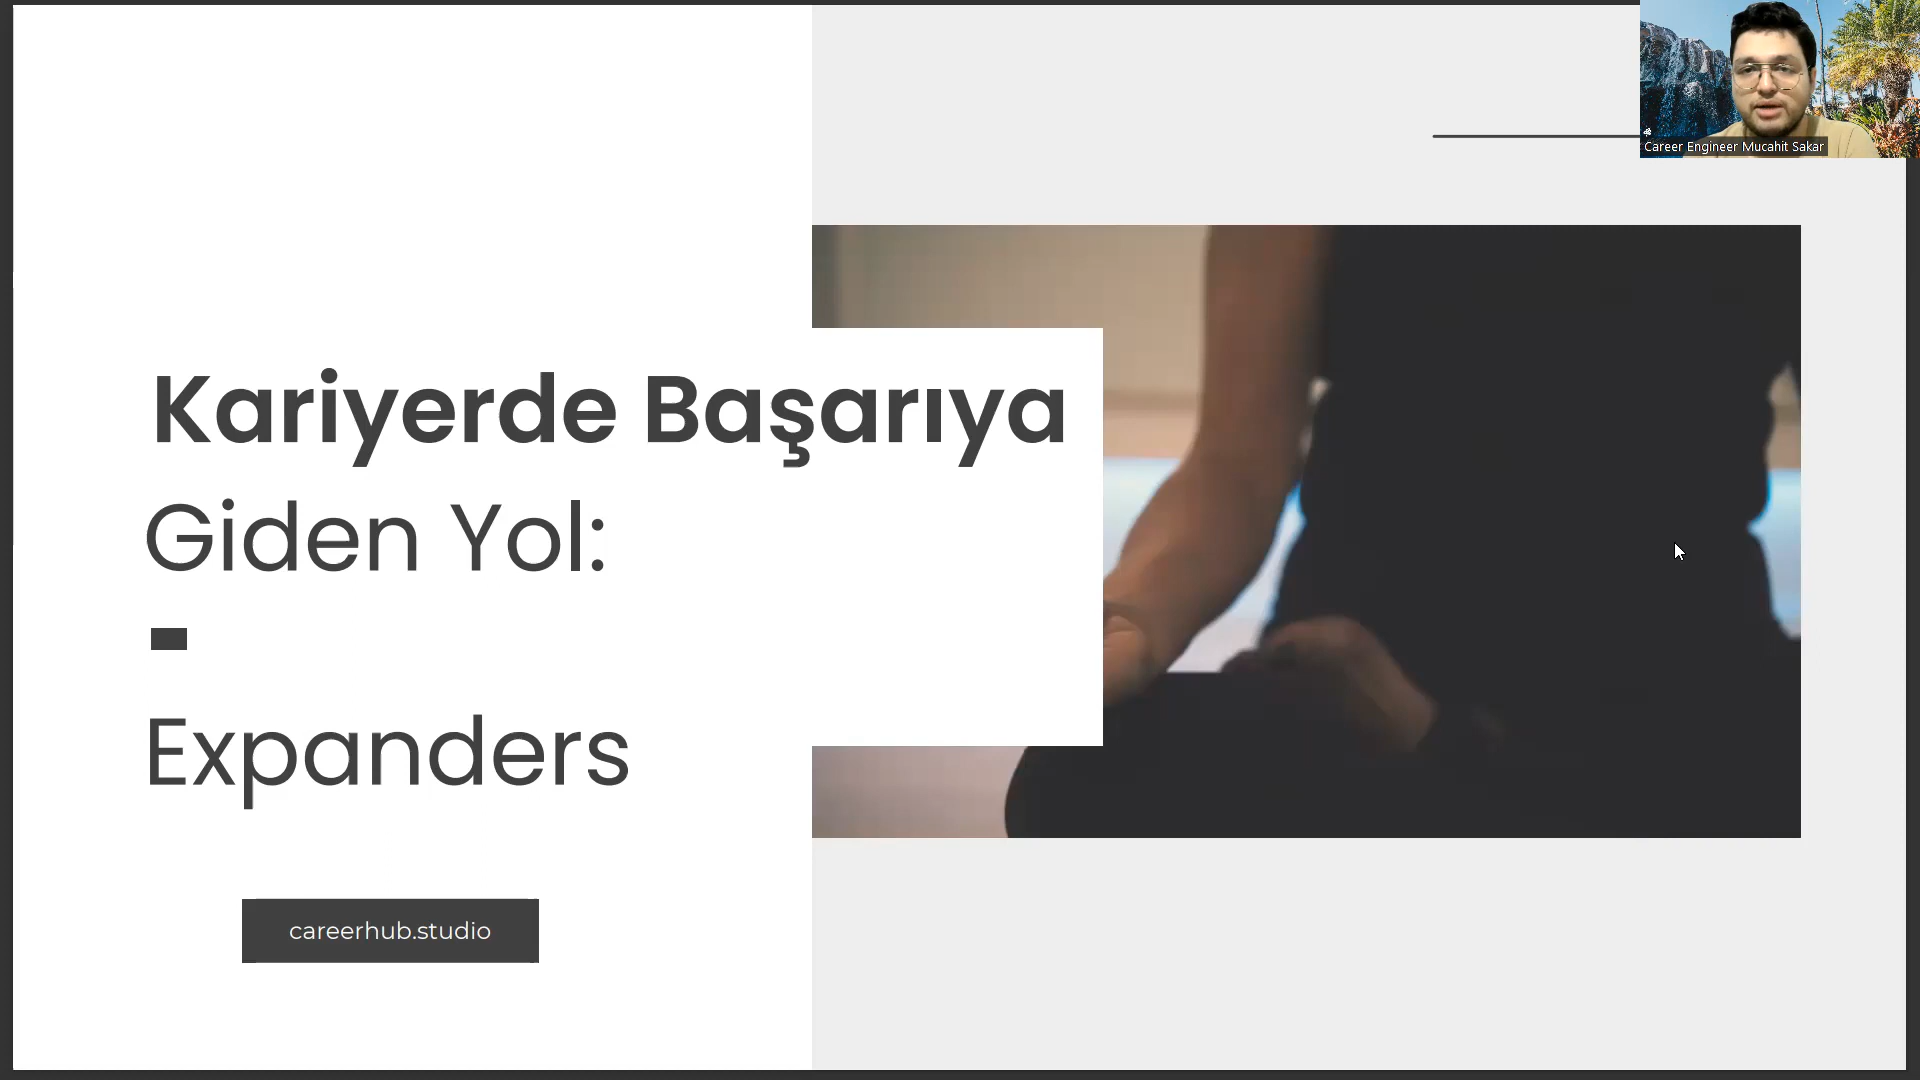 Career Engineer Mucahit Sakar
Kariyerde Başarıya
Giden Yol:
-
Expanders
careerhub.studio